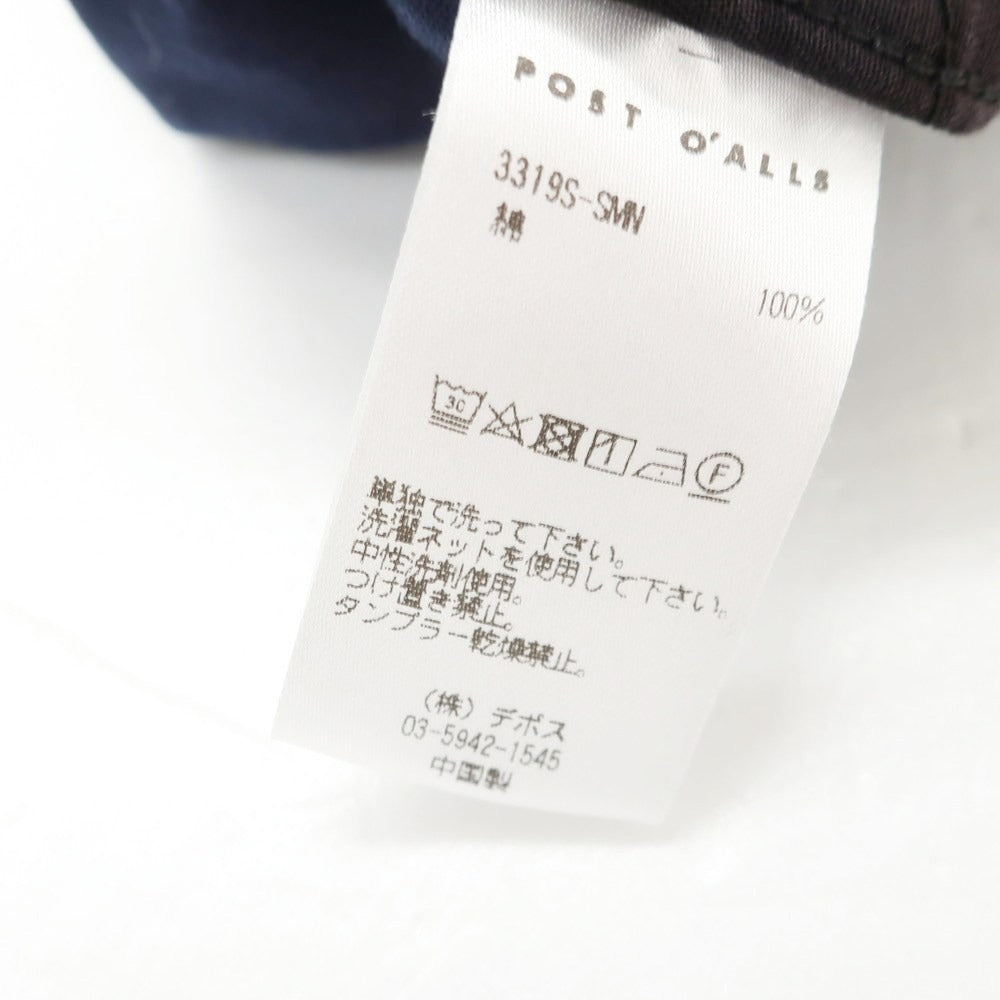 POST O'ALLS
3319S-SMN
綿
100%
30
F
単独で洗って下さい。
洗濯ネットを使用して下さい。
中性洗剤使用。
つけ置き禁止。
タンブラー乾燥禁止。
（株）デポス
03-5942-1545
中国製